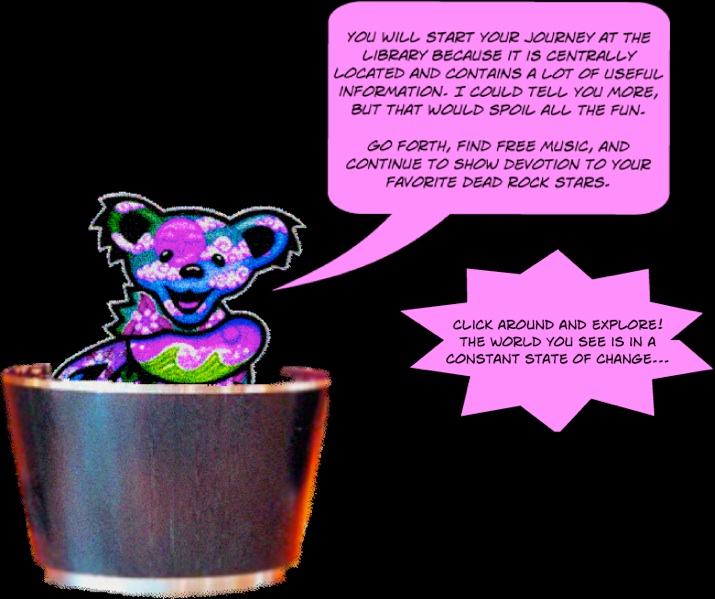 YOU WILL START YOUR JOURNEY AT THE
LIBRARY BECAUSE IT IS CENTRALLY
LOCATED AND CONTAINS A LOT OF USEFUL
INFORMATION. I COULD TELL YOU MORE,
BUT THAT WOULD SPOIL ALL THE FUN.
GO FORTH, FIND FREE MUSIC, AND
CONTINUE TO SHOW DEVOTION TO YOUR
FAVORITE DEAD ROCK STARS.
CLICK AROUND AND EXPLORE!
THE WORLD YOU SEE IS IN A
CONSTANT STATE OF CHANGE...